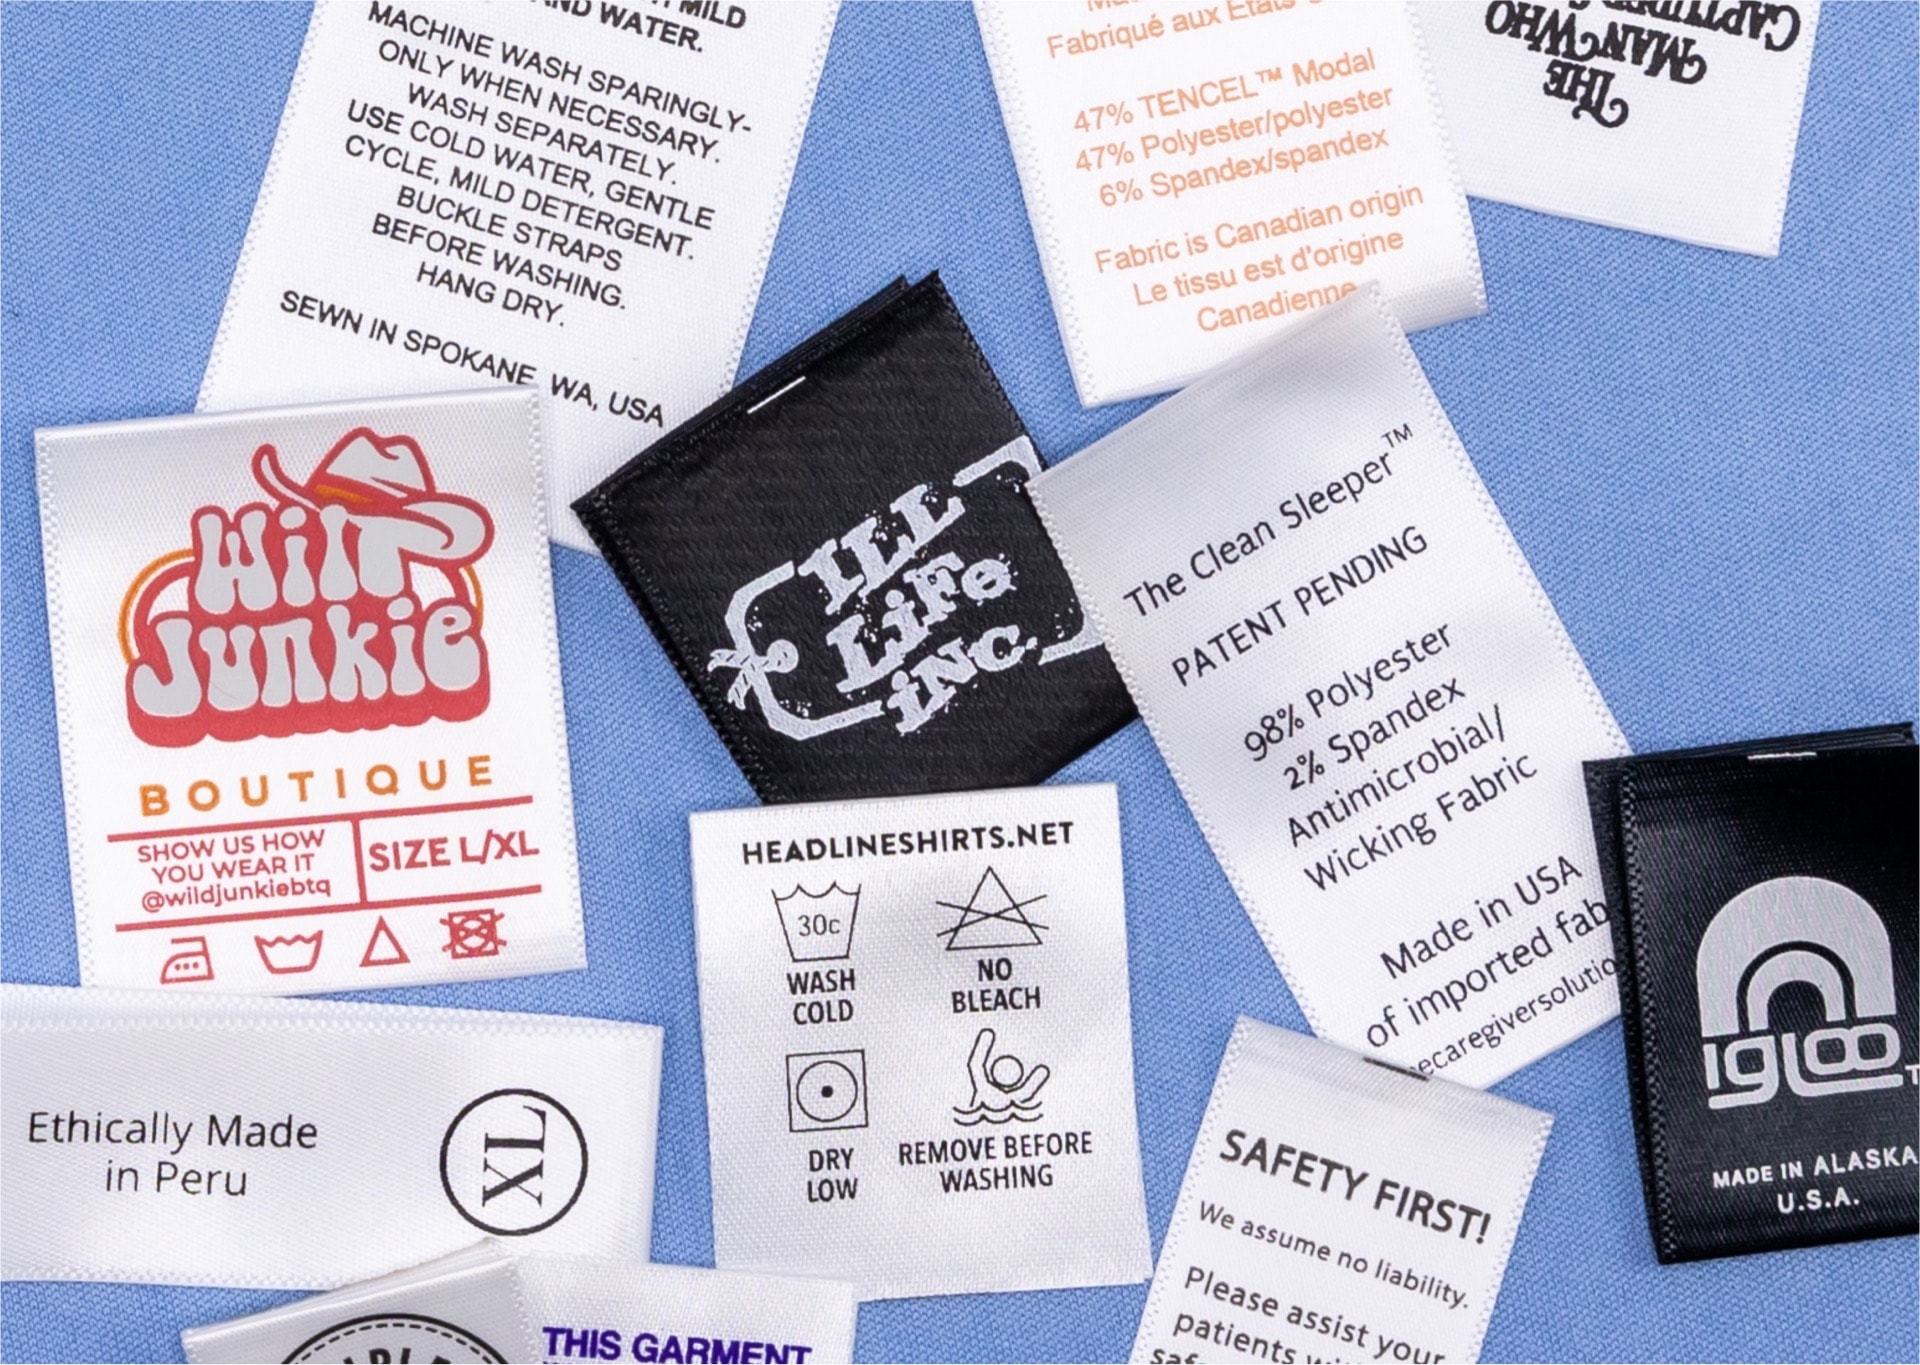 MILD
AND WATER.
MACHINE WASH SPARINGLY-
ONLY WHEN NECESSARY.
WASH SEPARATELY.
USE COLD WATER, GENTLE
CYCLE, MILD DETERGENT.
BUCKLE STRAPS
BEFORE WASHING.
HANG DRY.
SEWN IN SPOKANE, WA, USA
Fabriqué aux États
47% TENCEL™ Modal
47% Polyester/polyester
6% Spandex/spandex
Fabric is Canadian origin
Le tissu est d'origine
Canadienne
THE
MAN WHO
CAPTURED
Wild
Junkie
BOUTIQUE
SHOW US HOW
YOU WEAR IT
@wildjunkiebtq
SIZE L/XL
ILL
LiFe
iNC.
The Clean Sleeper™
PATENT PENDING
98% Polyester
2% Spandex
Antimicrobial/
Wicking Fabric
Made in USA
of imported fab
ecaregiversolutio
HEADLINESHIRTS.NET
30c
WASH
COLD
NO
BLEACH
DRY
LOW
REMOVE BEFORE
WASHING
igloo
MADE IN ALASKA
U.S.A.
Ethically Made
in Peru
XL
SAFETY FIRST!
We assume no liability.
Please assist your
patients
THIS GARMENT